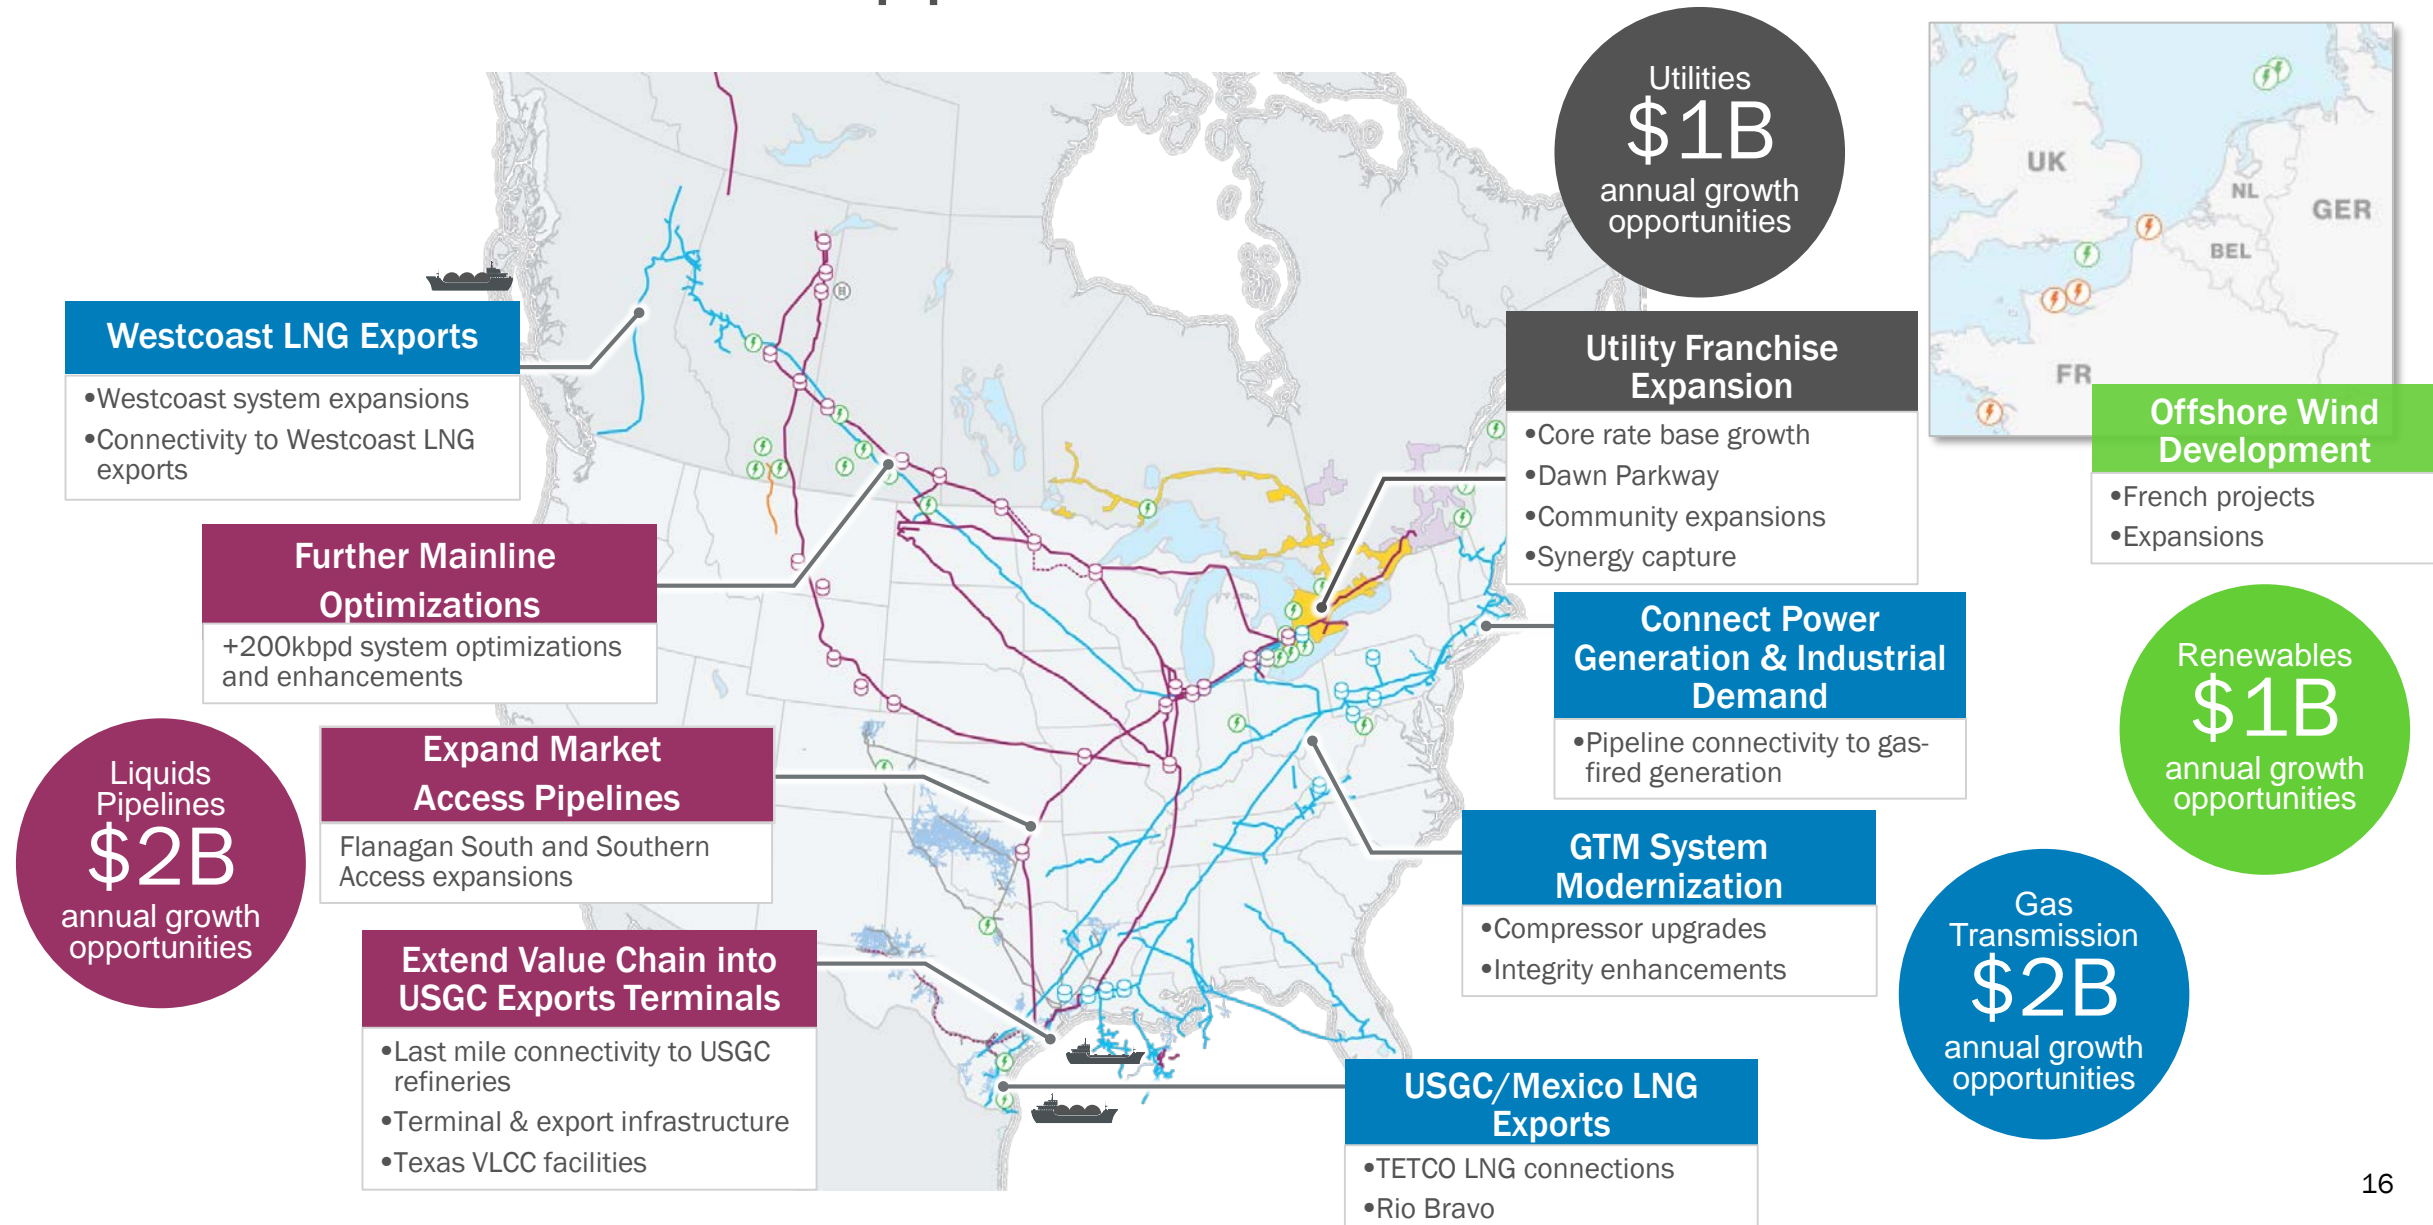 Utilities
$1B
annual growth
opportunities
UK
NL
GER
BEL
FR
Westcoast LNG Exports
•Westcoast system expansions
•Connectivity to Westcoast LNG
exports
Utility Franchise
Expansion
•Core rate base growth
•Dawn Parkway
•Community expansions
•Synergy capture
Offshore Wind
Development
•French projects
•Expansions
Further Mainline
Optimizations
+200kbpd system optimizations
and enhancements
Connect Power
Generation & Industrial
Demand
•Pipeline connectivity to gas-
fired generation
Renewables
$1B
annual growth
opportunities
Liquids
Pipelines
$2B
annual growth
opportunities
Expand Market
Access Pipelines
Flanagan South and Southern
Access expansions
GTM System
Modernization
•Compressor upgrades
•Integrity enhancements
Gas
Transmission
$2B
annual growth
opportunities
Extend Value Chain into
USGC Exports Terminals
•Last mile connectivity to USGC
refineries
•Terminal & export infrastructure
•Texas VLCC facilities
USGC/Mexico LNG
Exports
•TETCO LNG connections
•Rio Bravo
H
16